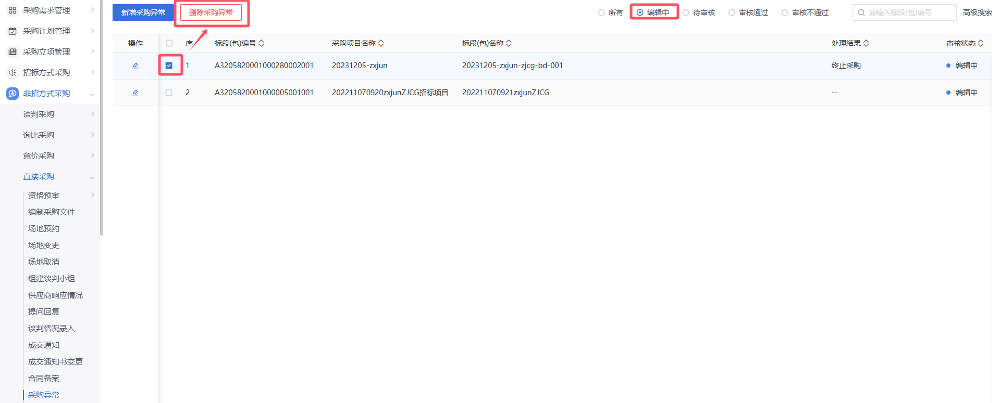 采购需求管理
采购计划管理
采购立项管理
招标方式采购
非招方式采购
谈判采购
询比采购
竞价采购
直接采购
资格预审
编制采购文件
场地预约
场地变更
场地取消
组建谈判小组
供应商响应情况
提问回复
谈判情况录入
成交通知
成交通知书变更
合同备案
采购异常
新增采购异常 删除采购异常 所有 编辑中 待审核 审核通过 审核不通过 请输入标段(包)编号 高级搜索
操作 序 标段(包)编号 采购项目名称 标段(包)名称 处理结果 审核状态
1 A3205820001000280002001 20231205-zxjun 20231205-zxjun-zjcg-bd-001 终止采购 编辑中
2 A3205820001000005001001 202211070920zxjunZJCG招标项目 202211070921zxjunZJCG -- 编辑中